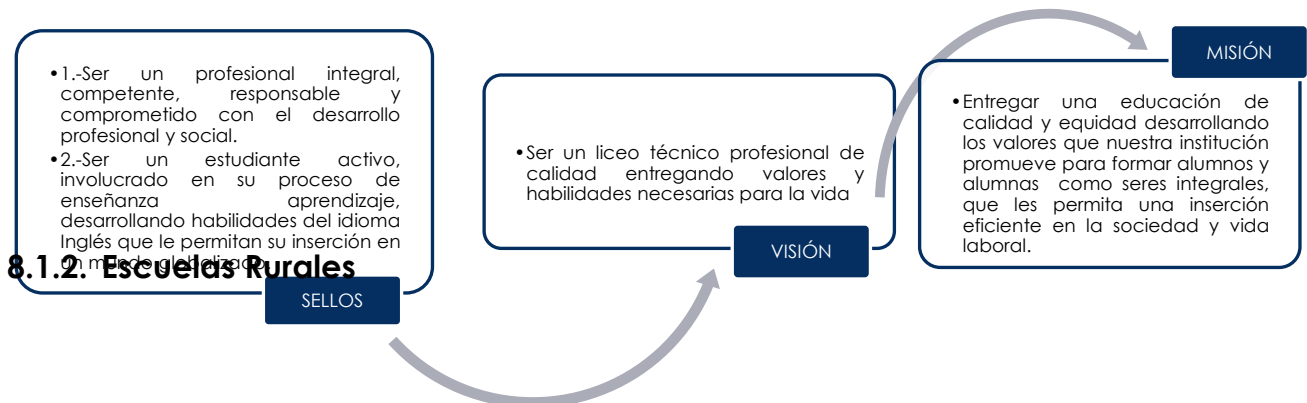 •1.-Ser un profesional integral,
competente, responsable y
comprometido con el desarrollo
profesional y social.
•2.-Ser un estudiante activo,
involucrado en su proceso de
enseñanza aprendizaje,
desarrollando habilidades del idioma
Inglés que le permitan su inserción en
un mundo globalizado.
8.1.2. Escuelas Rurales
SELLOS
•Ser un liceo técnico profesional de
calidad entregando valores y
habilidades necesarias para la vida
VISIÓN
MISIÓN
•Entregar una educación de
calidad y equidad desarrollando
los valores que nuestra institución
promueve para formar alumnos y
alumnas como seres integrales,
que les permita una inserción
eficiente en la sociedad y vida
laboral.